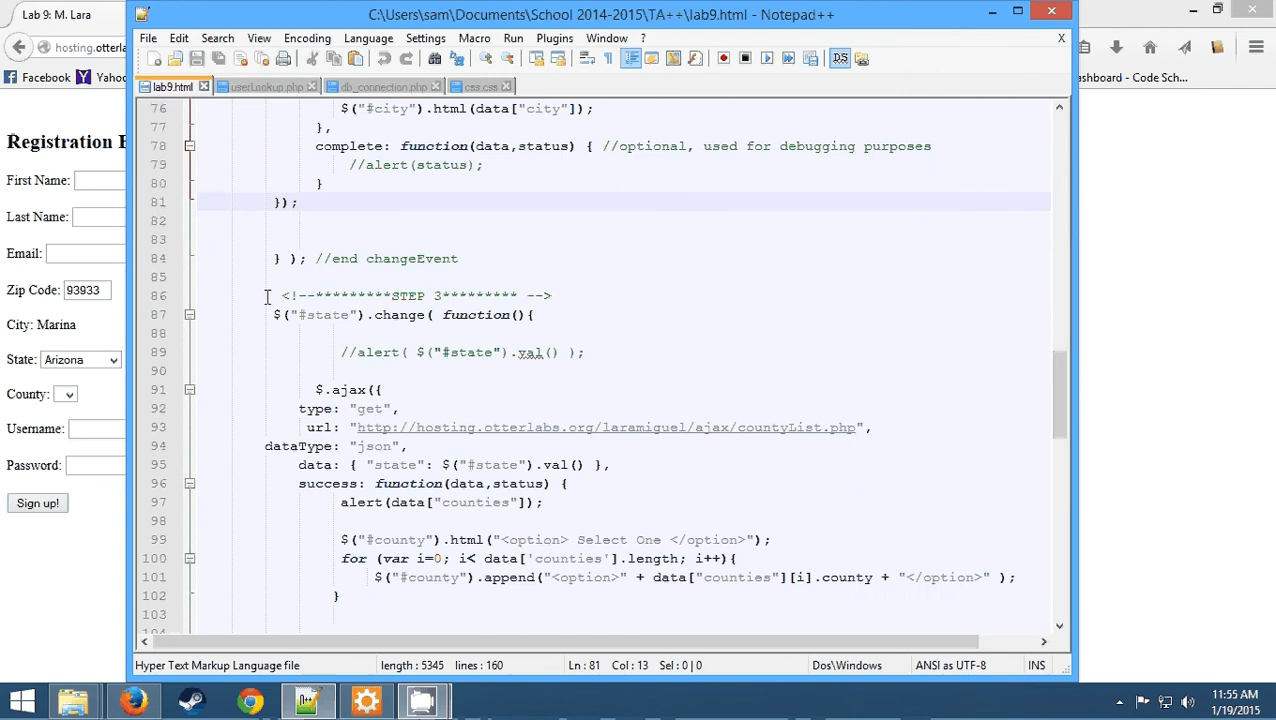 Lab 9: M. Lara
C:\Users\sam\Documents\School 2014-2015\TA++\lab9.html - Notepad++
File Edit Search View Encoding Language Settings Macro Run Plugins Window ? X
hosting.otterla
Facebook Yahoo
ashboard - Code Sch...
lab9.html userLookup.php db_connection.php css.css
Registration F
First Name:
Last Name:
Email:
Zip Code: 93933
City: Marina
State: Arizona
County:
Username:
Password:
Sign up!
76 $("#city").html(data["city"]);
77 },
78 complete: function(data,status) { //optional, used for debugging purposes
79 //alert(status);
80 }
81 });
82
83
84 } ); //end changeEvent
85
86 <!--*********STEP 3********* -->
87 $("#state").change( function(){
88
89 //alert( $("#state").val() );
90
91 $.ajax({
92 type: "get",
93 url: "http://hosting.otterlabs.org/laramiguel/ajax/countyList.php",
94 dataType: "json",
95 data: { "state": $("#state").val() },
96 success: function(data,status) {
97 alert(data["counties"]);
98
99 $("#county").html("<option> Select One </option>");
100 for (var i=0; i< data['counties'].length; i++){
101 $("#county").append("<option>" + data["counties"][i].county + "</option>" );
102 }
103
104
Hyper Text Markup Language file length : 5345 lines : 160 Ln : 81 Col : 13 Sel : 0 | 0 Dos\Windows ANSI as UTF-8 INS
11:55 AM
1/19/2015